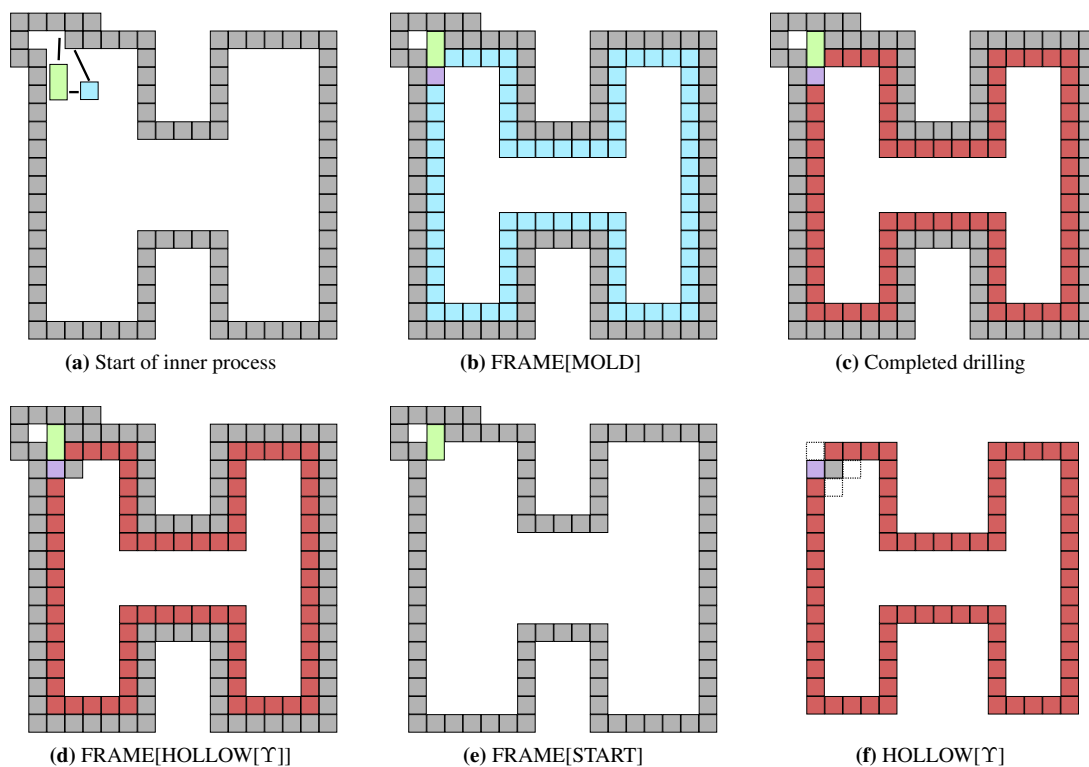 (a) Start of inner process
(b) FRAME[MOLD]
(c) Completed drilling
(d) FRAME[HOLLOW[ϒ]]
(e) FRAME[START]
(f) HOLLOW[ϒ]